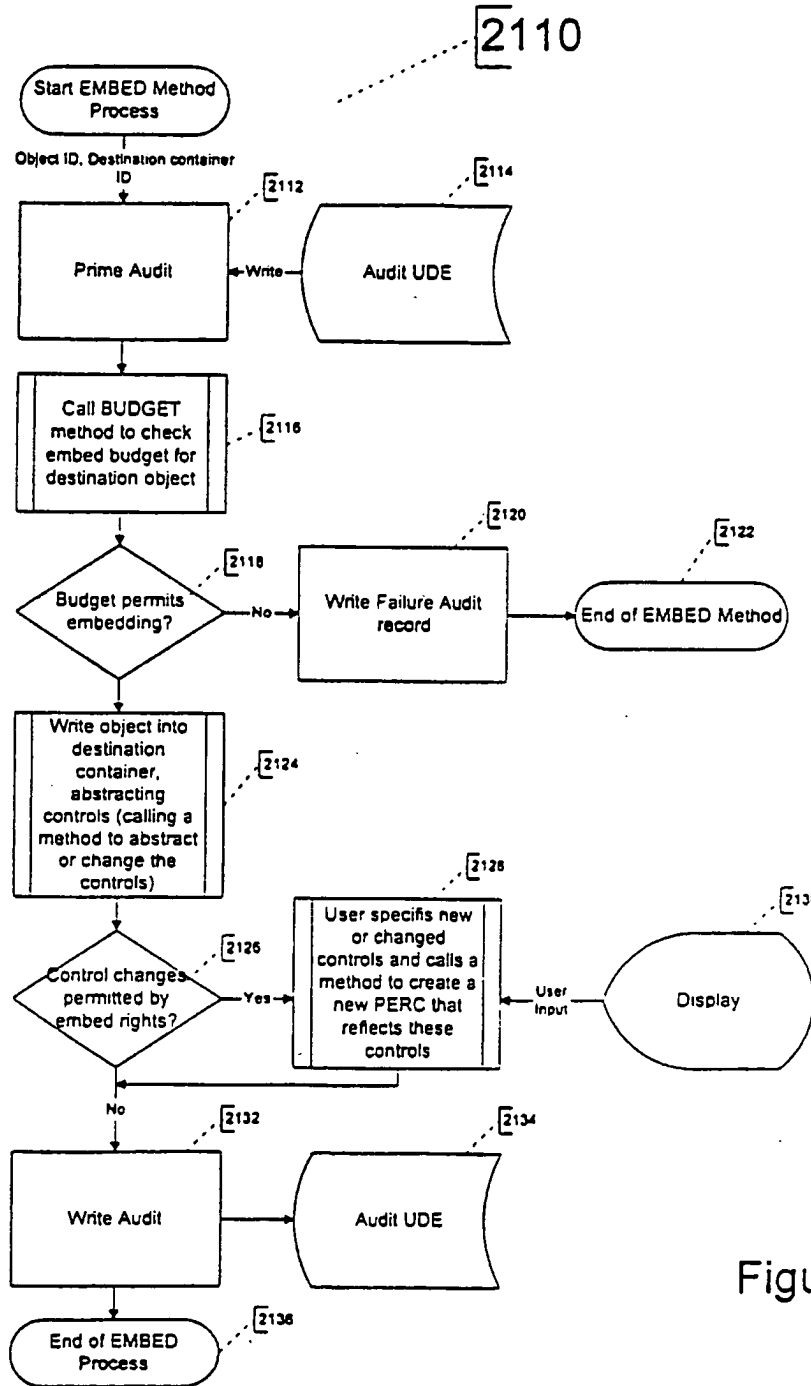 2110
Start EMBED Method
Process
Object ID, Destination container
ID
2112
2114
Prime Audit
Write
Audit UDE
Call BUDGET
method to check
embed budget for
destination object
2116
2118
Budget permits
embedding?
No
2120
Write Failure Audit
record
2122
End of EMBED Method
Write object into
destination
container,
abstracting
controls (calling a
method to abstract
or change the
controls)
2124
2126
Control changes
permitted by
embed rights?
Yes
2128
User specifis new
or changed
controls and calls a
method to create a
new PERC that
reflects these
controls
User
Input
213
Display
No
2132
Write Audit
2134
Audit UDE
Figu
End of EMBED
Process
2136